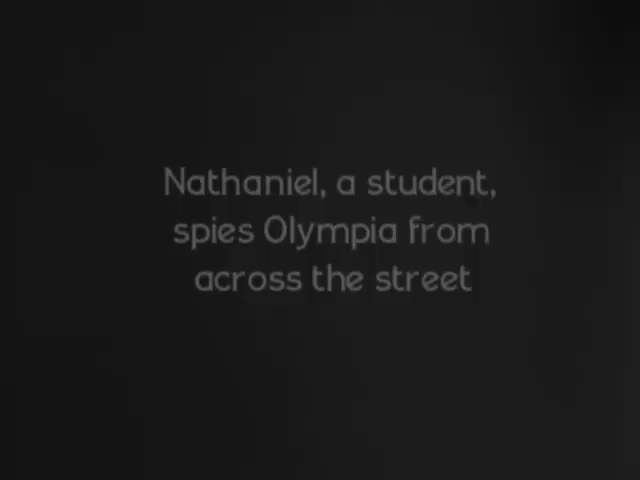 Nathaniel, a student,
spies Olympia from
across the street